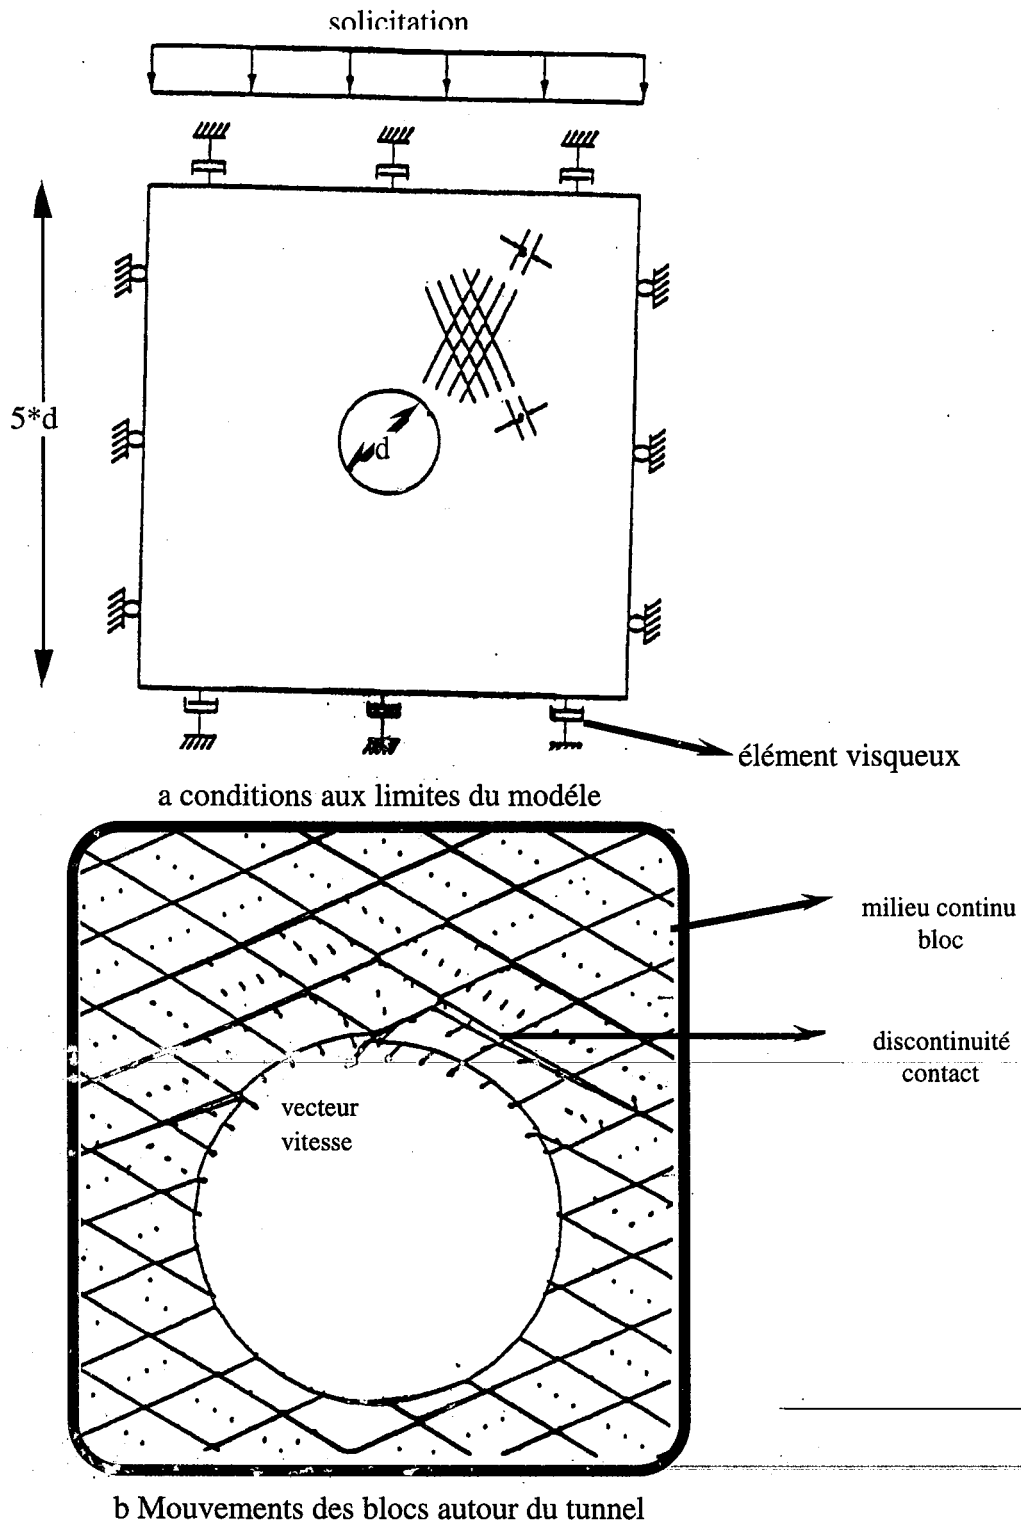 solicitation
5*d
d
élément visqueux
a conditions aux limites du modéle
milieu continu
bloc
discontinuité
contact
vecteur
vitesse
b Mouvements des blocs autour du tunnel